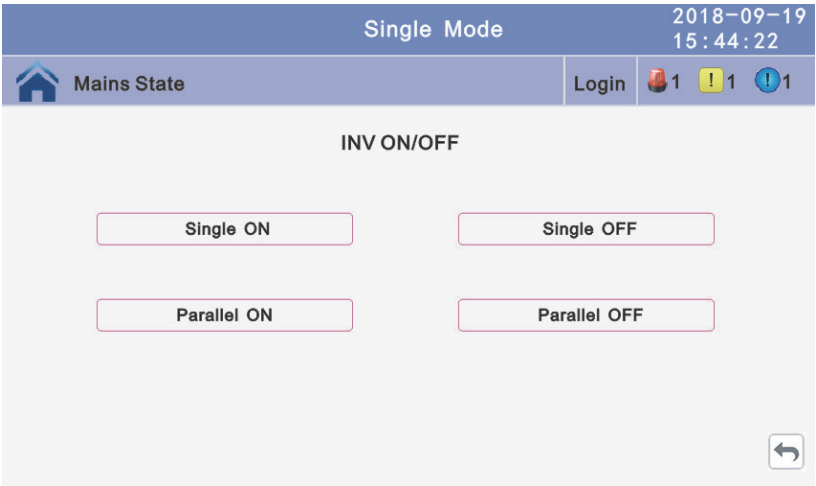 Single Mode
2018-09-19
15:44:22
Mains State
Login
1
! 1
! 1
INV ON/OFF
Single ON
Single OFF
Parallel ON
Parallel OFF